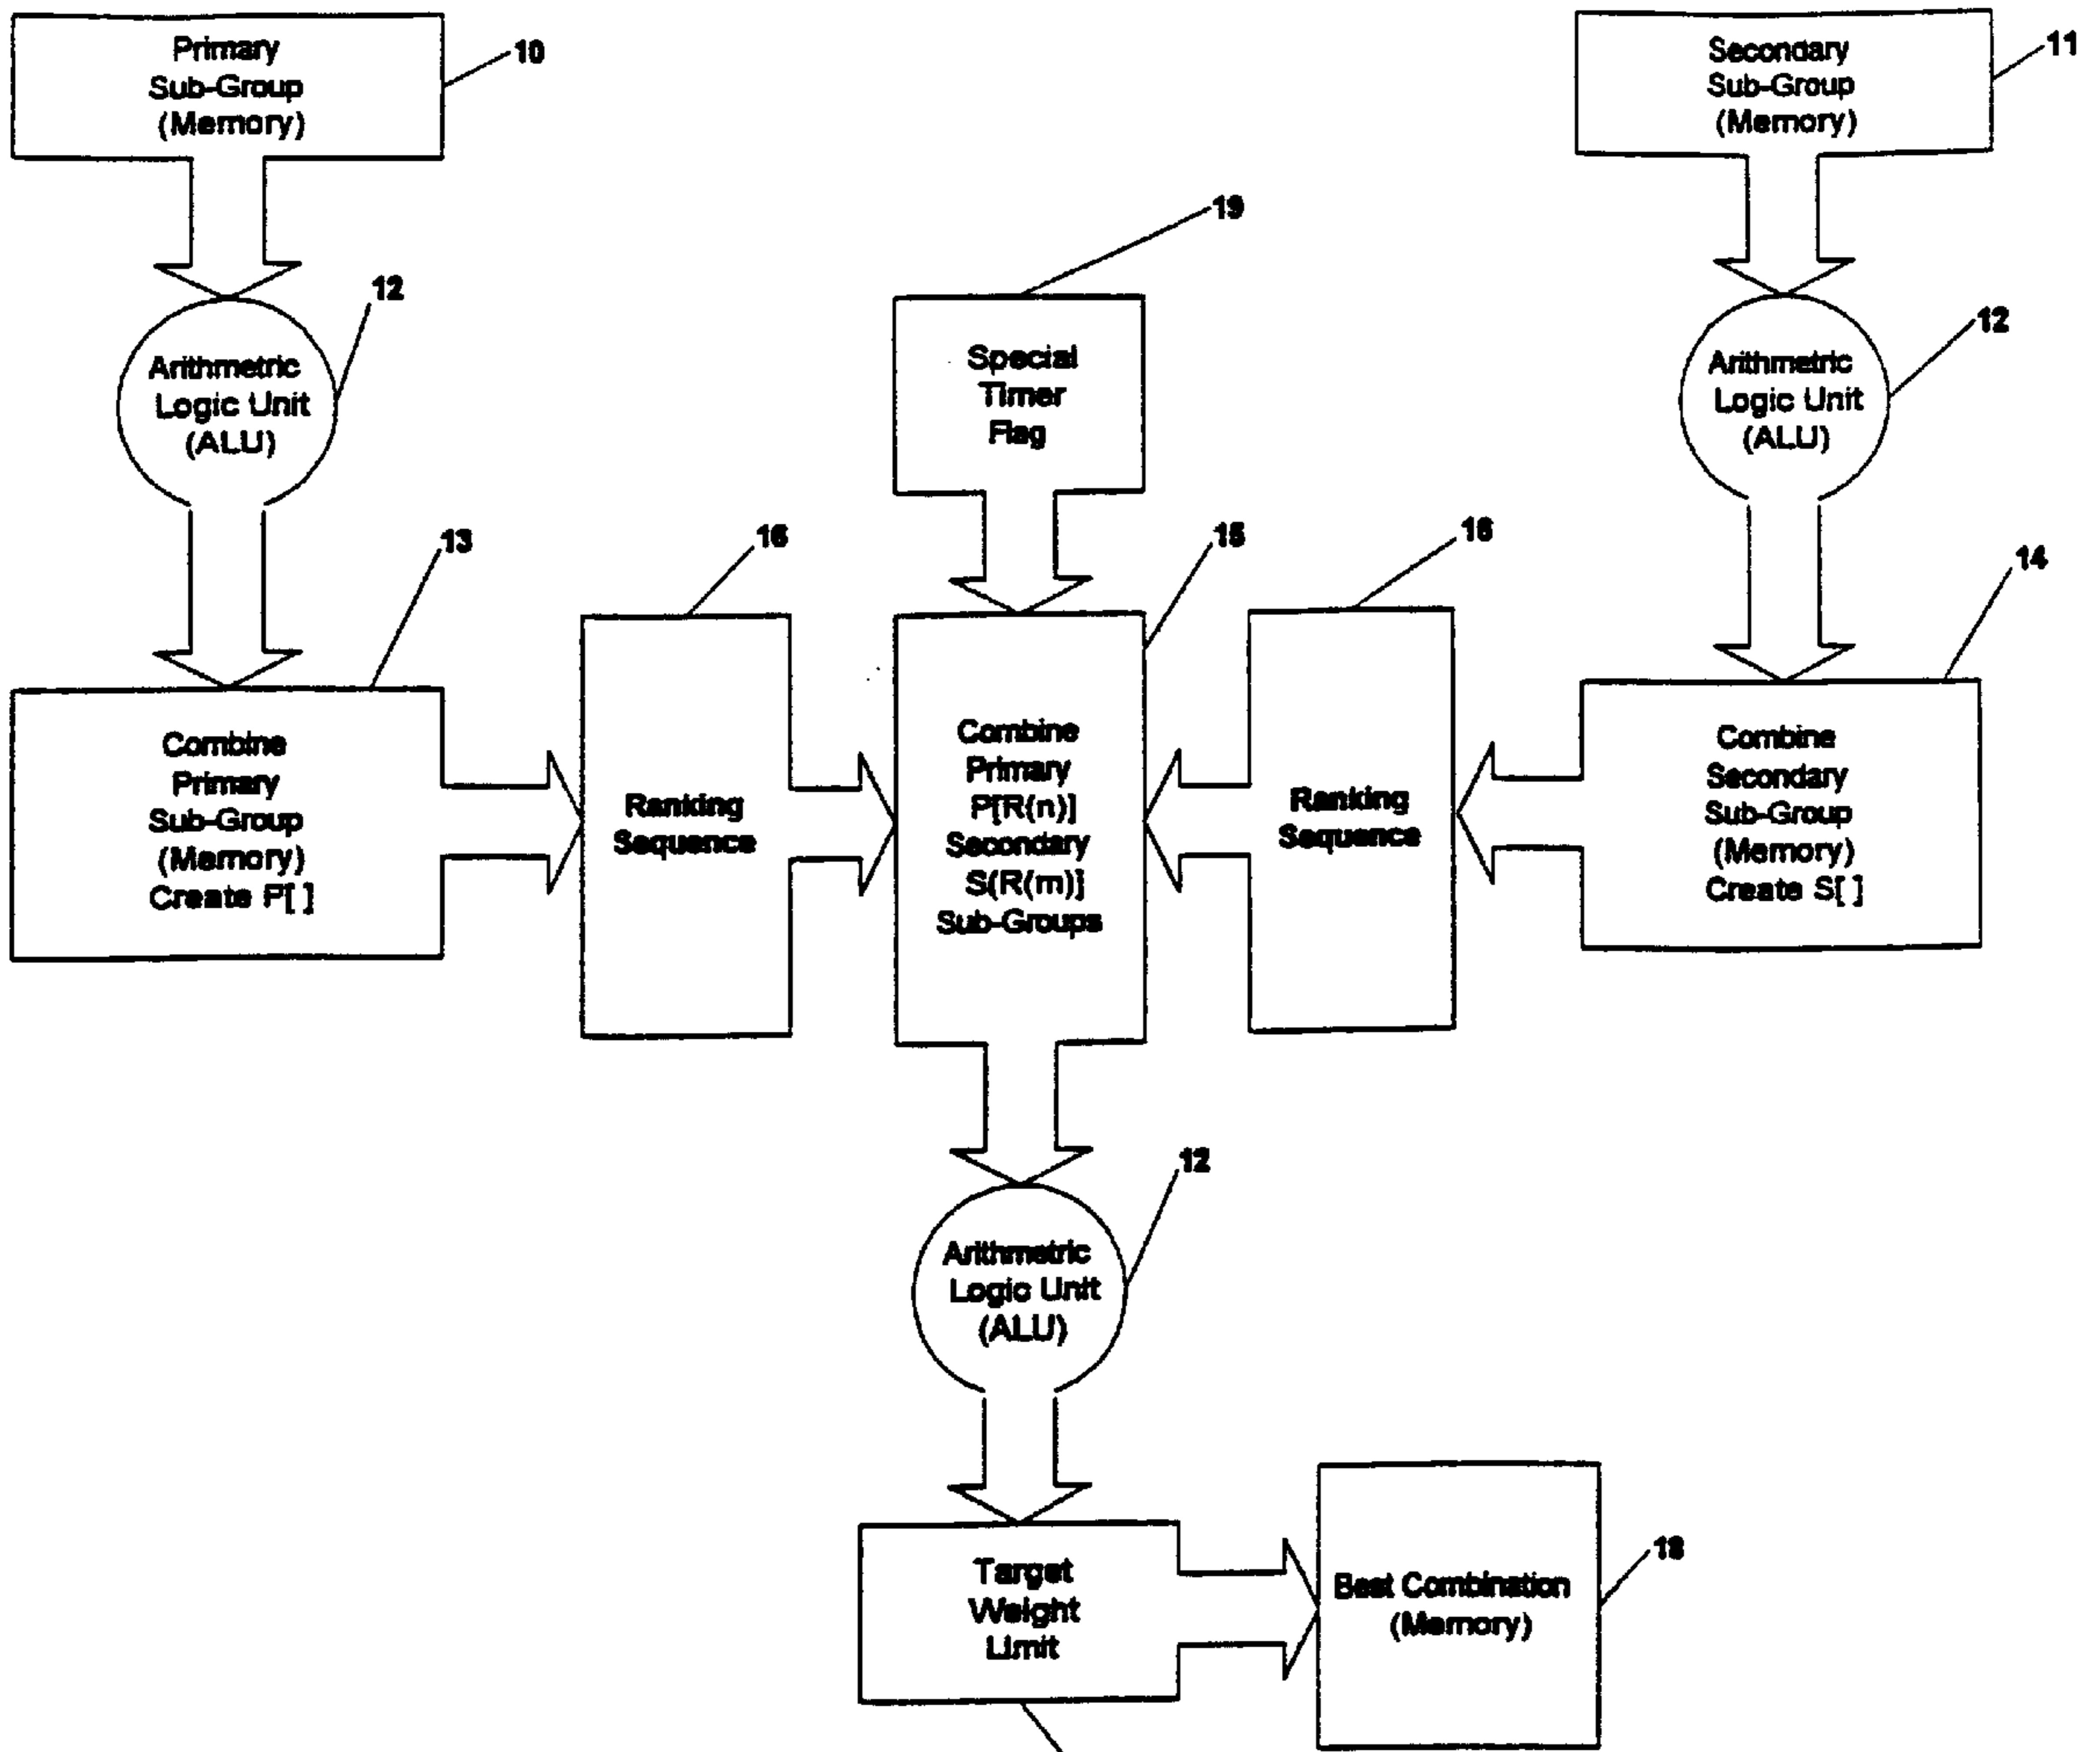 Primary
Sub-Group
(Memory)
10
Secondary
Sub-Group
(Memory)
11
19
12
Arithmetric
Logic Unit
(ALU)
Special
Timer
Flag
12
Arithmetric
Logic Unit
(ALU)
13
16
15
16
14
Combine
Primary
Sub-Group
(Memory)
Create P[ ]
Ranking
Sequence
Combine
Primary
P[R(n)]
Secondary
S(R(m)]
Sub-Groups
Ranking
Sequence
Combine
Secondary
Sub-Group
(Memory)
Create S[ ]
12
Arithmetric
Logic Unit
(ALU)
Target
Weight
Limit
Best Combination
(Memory)
18